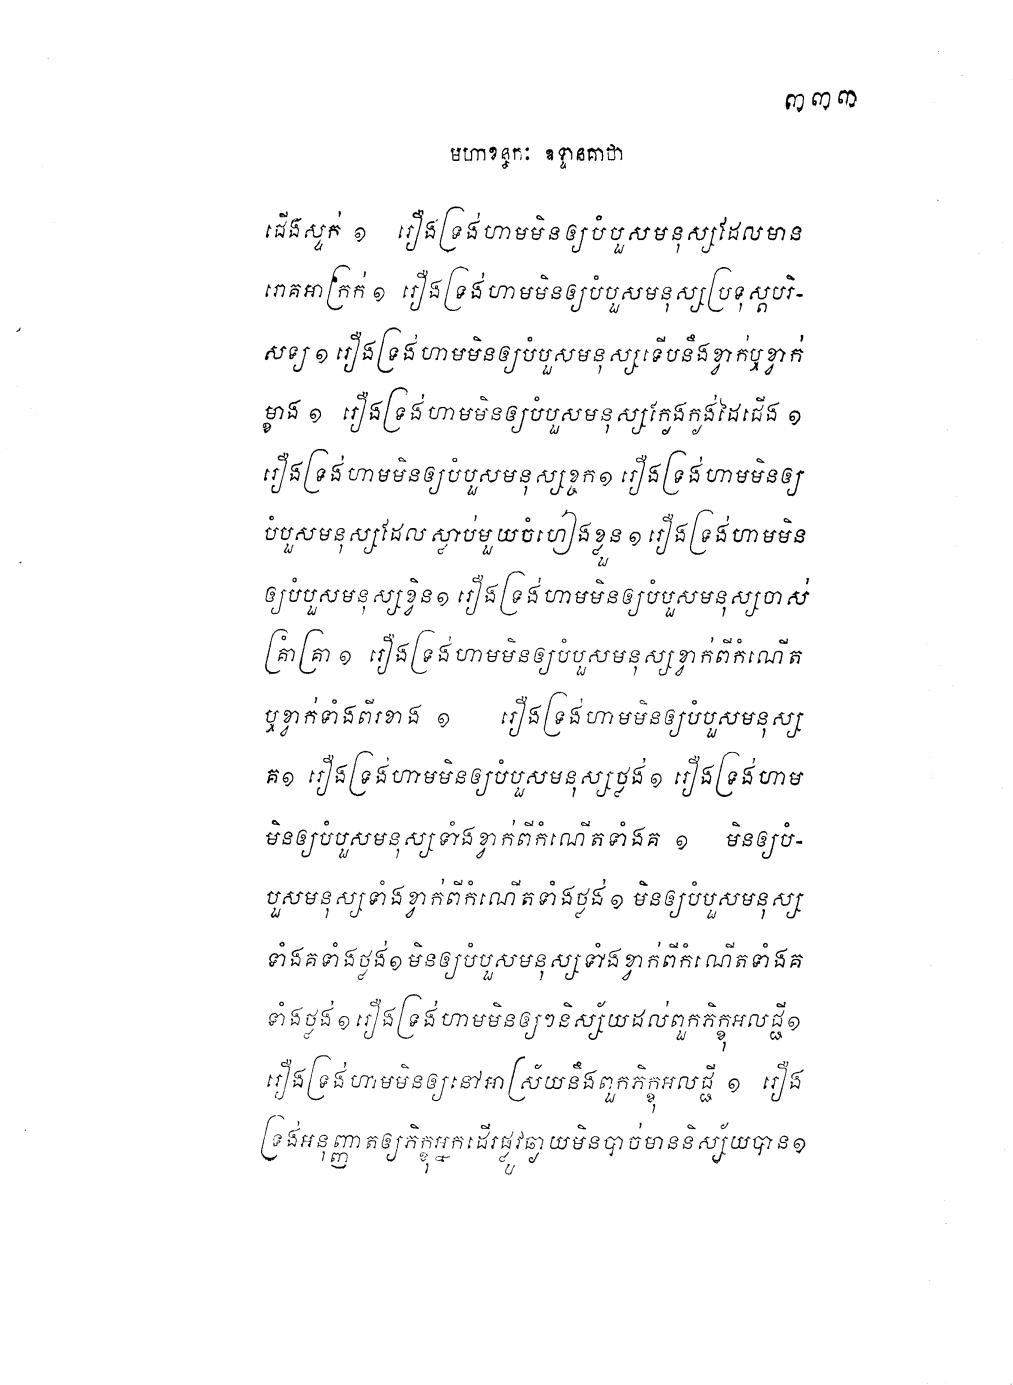 ៣៣៣
មហាខន្ធកៈ ឧទ្ទានគាថា
ជើងស្ទូក់ ១ រឿងទ្រង់ហាមមិនឲ្យបំបួសមនុស្សដែលមាន
រោគអាក្រក់ ១ រឿងទ្រង់ហាមមិនឲ្យបំបួសមនុស្សប្រទុស្តបរិ-
សទ្យ ១ រឿងទ្រង់ហាមមិនឲ្យបំបួសមនុស្សទើបនឹងខ្វាក់ឬខ្វាក់
ម្ខាង ១ រឿងទ្រង់ហាមមិនឲ្យបំបួសមនុស្សក្ងែងក្ងង់ដៃជើង ១
រឿងទ្រង់ហាមមិនឲ្យបំបួសមនុស្សខ្ចក ១ រឿងទ្រង់ហាមមិនឲ្យ
បំបួសមនុស្សដែលស្លាប់មួយចំហៀងខ្លួន ១ រឿងទ្រង់ហាមមិន
ឲ្យបំបួសមនុស្សខ្វិន ១ រឿងទ្រង់ហាមមិនឲ្យបំបួសមនុស្សចាស់
គ្រាំគ្រា ១ រឿងទ្រង់ហាមមិនឲ្យបំបួសមនុស្សខ្វាក់ពីកំណើត
ឬខ្វាក់ទាំងពីរខាង ១ រឿងទ្រង់ហាមមិនឲ្យបំបួសមនុស្ស
គ ១ រឿងទ្រង់ហាមមិនឲ្យបំបួសមនុស្សថ្លង់ ១ រឿងទ្រង់ហាម
មិនឲ្យបំបួសមនុស្សទាំងខ្វាក់ពីកំណើតទាំងគ ១ មិនឲ្យបំ-
បួសមនុស្សទាំងខ្វាក់ពីកំណើតទាំងថ្លង់ ១ មិនឲ្យបំបួសមនុស្ស
ទាំងគទាំងថ្លង់ ១ មិនឲ្យបំបួសមនុស្សទាំងខ្វាក់ពីកំណើតទាំងគ
ទាំងថ្លង់ ១ រឿងទ្រង់ហាមមិនឲ្យៗនិស្ស័យដល់ពួកភិក្ខុអលជ្ជី ១
រឿងទ្រង់ហាមមិនឲ្យនៅអាស្រ័យនឹងពួកភិក្ខុអលជ្ជី ១ រឿង
ទ្រង់អនុញ្ញាតឲ្យភិក្ខុអ្នកដើរផ្លូវឆ្ងាយមិនបាច់មាននិស្ស័យបាន ១